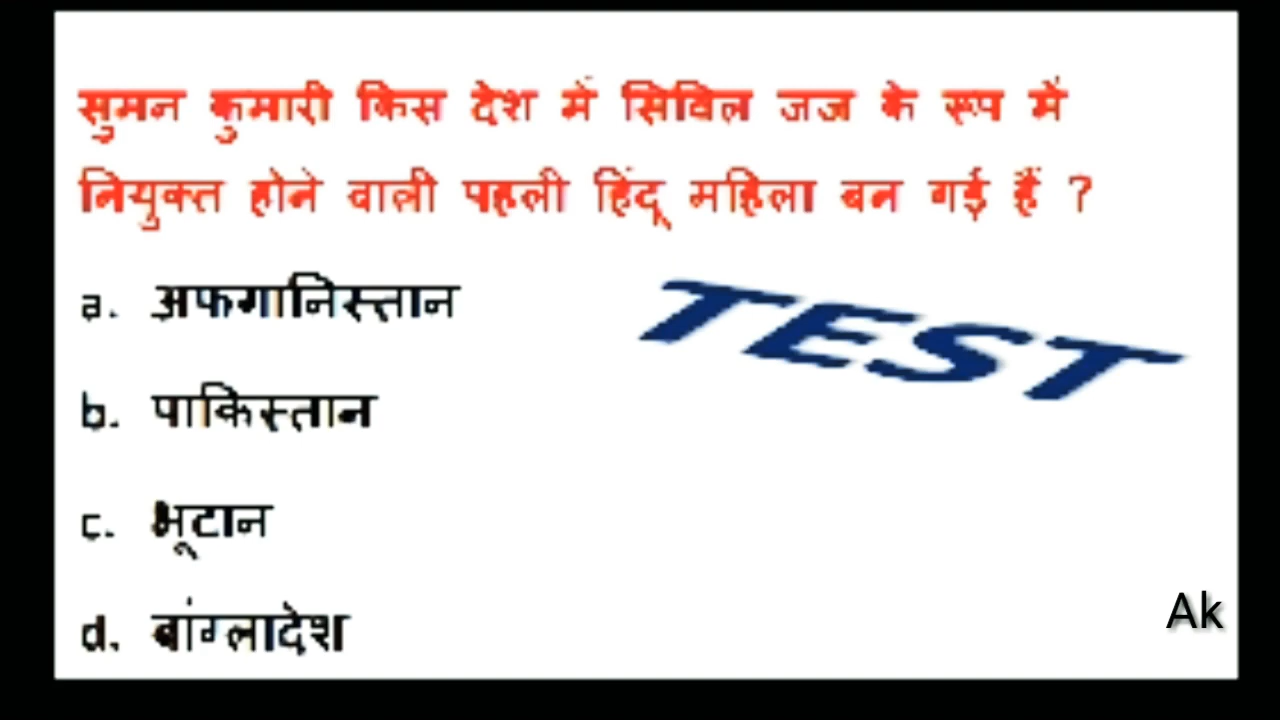 सुमन कुमारी किस देश में सिविल जज के रूप में
नियुक्त होने वाली पहली हिंदू महिला बन गई हैं ?
a. अफगानिस्तान
TEST
b. पाकिस्तान
c. भूटान
d. बांग्लादेश
Ak